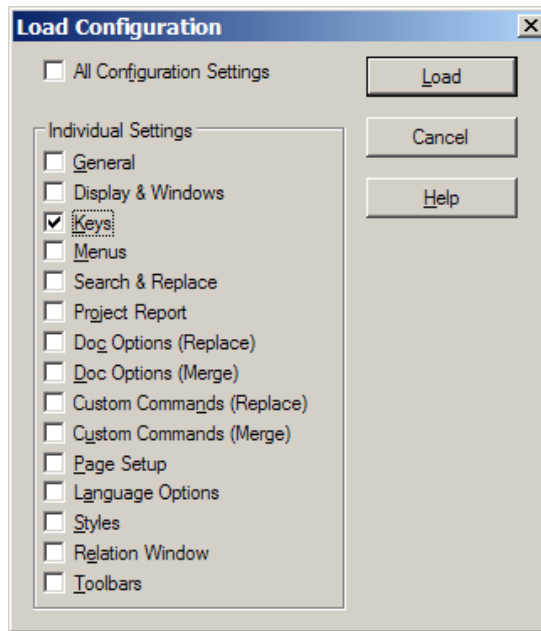 Load Configuration
All Configuration Settings
Load
Individual Settings
Cancel
General
Display & Windows
Help
Keys
Menus
Search & Replace
Project Report
Doc Options (Replace)
Doc Options (Merge)
Custom Commands (Replace)
Custom Commands (Merge)
Page Setup
Language Options
Styles
Relation Window
Toolbars